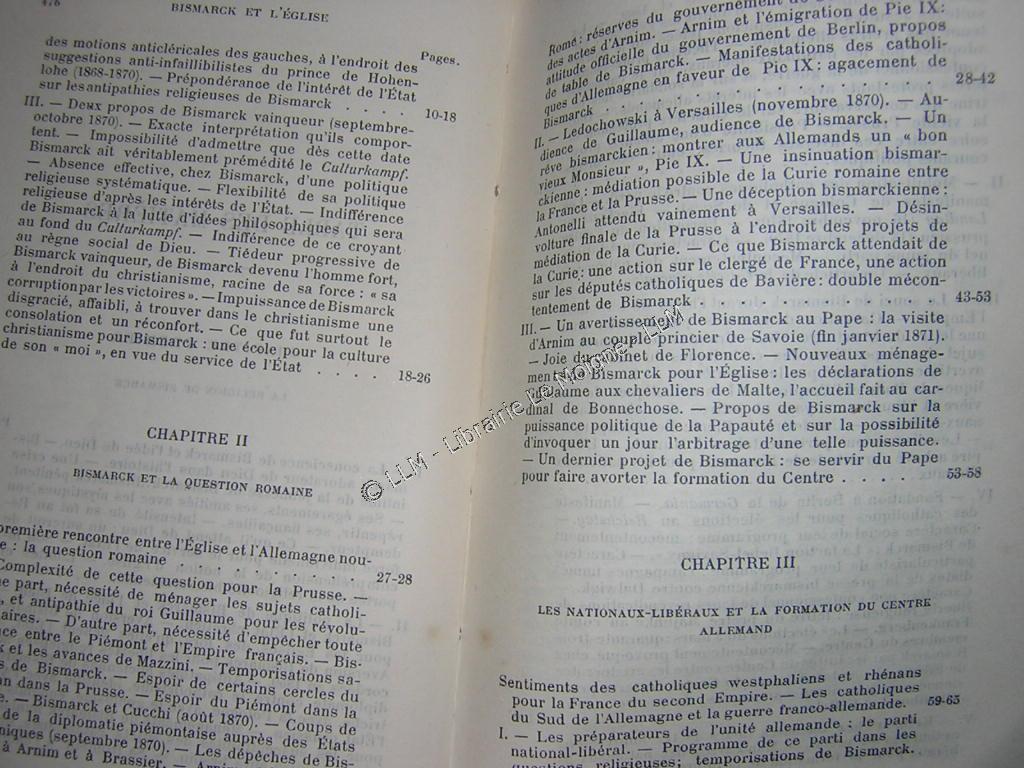 478
BISMARCK ET L'ÉGLISE
Pages.
des motions anticléricales des gauches, à l'endroit des
suggestions anti-infaillibilistes du prince de Hohen-
lohe (1868-1870). — Prépondérance de l'intérêt de l'État
sur les antipathies religieuses de Bismarck . . . . 10-18
III. — Deux propos de Bismarck vainqueur (septembre-
octobre 1870). — Exacte interprétation qu'ils compor-
tent. — Impossibilité d'admettre que dès cette date
Bismarck ait véritablement prémédité le Culturkampf.
— Absence effective, chez Bismarck, d'une politique
religieuse systématique. — Flexibilité de sa politique
religieuse d'après les intérêts de l'État. — Indifférence
de Bismarck à la lutte d'idées philosophiques qui sera
au fond du Culturkampf. — Indifférence de ce croyant
au règne social de Dieu. — Tiédeur progressive de
Bismarck vainqueur, de Bismarck devenu l'homme fort,
à l'endroit du christianisme, racine de sa force : « sa
corruption par les victoires ». — Impuissance de Bismarck
disgracié, affaibli, à trouver dans le christianisme une
consolation et un réconfort. — Ce que fut surtout le
christianisme pour Bismarck : une école pour la culture
de son « moi », en vue du service de l'État . . . . 18-26
CHAPITRE II
BISMARCK ET LA QUESTION ROMAINE
première rencontre entre l'Église et l'Allemagne nou-
e : la question romaine . . . . . . . . 27-28
Complexité de cette question pour la Prusse. —
ne part, nécessité de ménager les sujets catholi-
, et antipathie du roi Guillaume pour les révolu-
aires. — D'autre part, nécessité d'empêcher toute
nce entre le Piémont et l'Empire français. — Bis-
k et les avances de Mazzini. — Temporisations sa-
s de Bismarck. — Espoir de certains cercles du
an dans la Prusse. — Espoir du Piémont dans la
e. — Bismarck et Cucchi (août 1870). — Coups de
de la diplomatie piémontaise auprès des États
niques (septembre 1870). — Les dépêches de Bis-
à Arnim et à Brassier.
Rome : réserves du gouvernement de
des actes d'Arnim. — Arnim et l'émigration de Pie IX :
attitude officielle du gouvernement de Berlin, propos
de table de Bismarck. — Manifestations des catholi-
ques d'Allemagne en faveur de Pie IX : agacement de
Bismarck . . . . . . . . . . . . . . 28-42
II. — Ledochowski à Versailles (novembre 1870). — Au-
dience de Guillaume, audience de Bismarck. — Un
rêve bismarckien : montrer aux Allemands un « bon
vieux Monsieur », Pie IX. — Une insinuation bismar-
ckienne : médiation possible de la Curie romaine entre
la France et la Prusse. — Une déception bismarckienne :
Antonelli attendu vainement à Versailles. — Désin-
volture finale de la Prusse à l'endroit des projets de
médiation de la Curie. — Ce que Bismarck attendait de
la Curie : une action sur le clergé de France, une action
sur les députés catholiques de Bavière : double mécon-
tentement de Bismarck . . . . . . . . . . . 43-53
III. — Un avertissement de Bismarck au Pape : la visite
d'Arnim au couple princier de Savoie (fin janvier 1871).
— Joie du cabinet de Florence. — Nouveaux ménage-
ments de Bismarck pour l'Église : les déclarations de
Guillaume aux chevaliers de Malte, l'accueil fait au car-
dinal de Bonnechose. — Propos de Bismarck sur la
puissance politique de la Papauté et sur la possibilité
d'invoquer un jour l'arbitrage d'une telle puissance.
— Un dernier projet de Bismarck : se servir du Pape
pour faire avorter la formation du Centre . . . . . 53-58
CHAPITRE III
LES NATIONAUX-LIBÉRAUX ET LA FORMATION DU CENTRE
ALLEMAND
Sentiments des catholiques westphaliens et rhénans
pour la France du second Empire. — Les catholiques
du Sud de l'Allemagne et la guerre franco-allemande. 59-65
I. — Les préparateurs de l'unité allemande : le parti
national-libéral. — Programme de ce parti dans les
questions religieuses; temporisations de Bismarck.
© LLM - Librairie Le Moigne /LLM